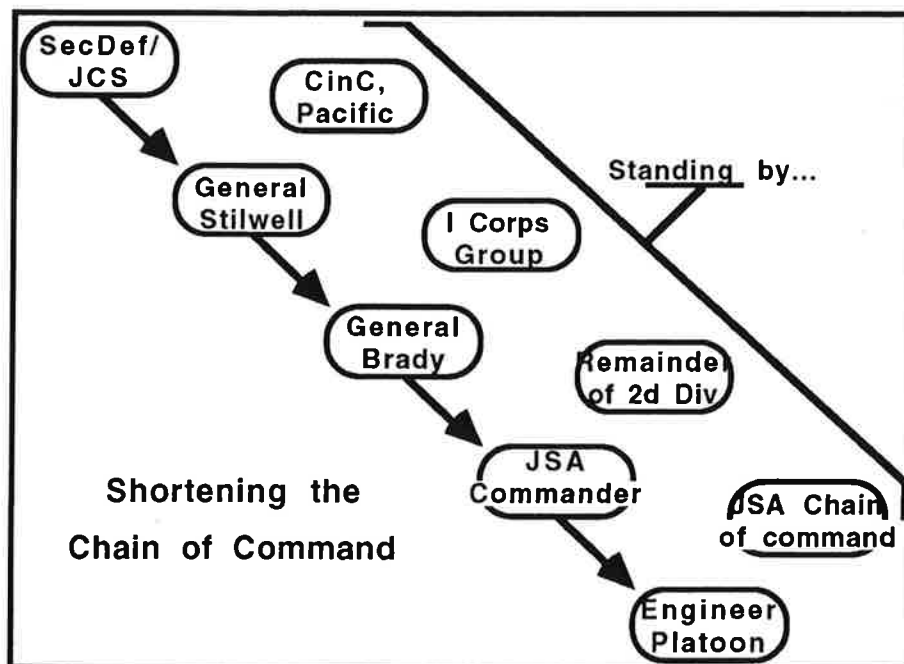 SecDef/
JCS
CinC,
Pacific
Standing by...
General
Stilwell
I Corps
Group
General
Brady
Remainder
of 2d Div
JSA
Commander
JSA Chain
of command
Shortening the
Chain of Command
Engineer
Platoon